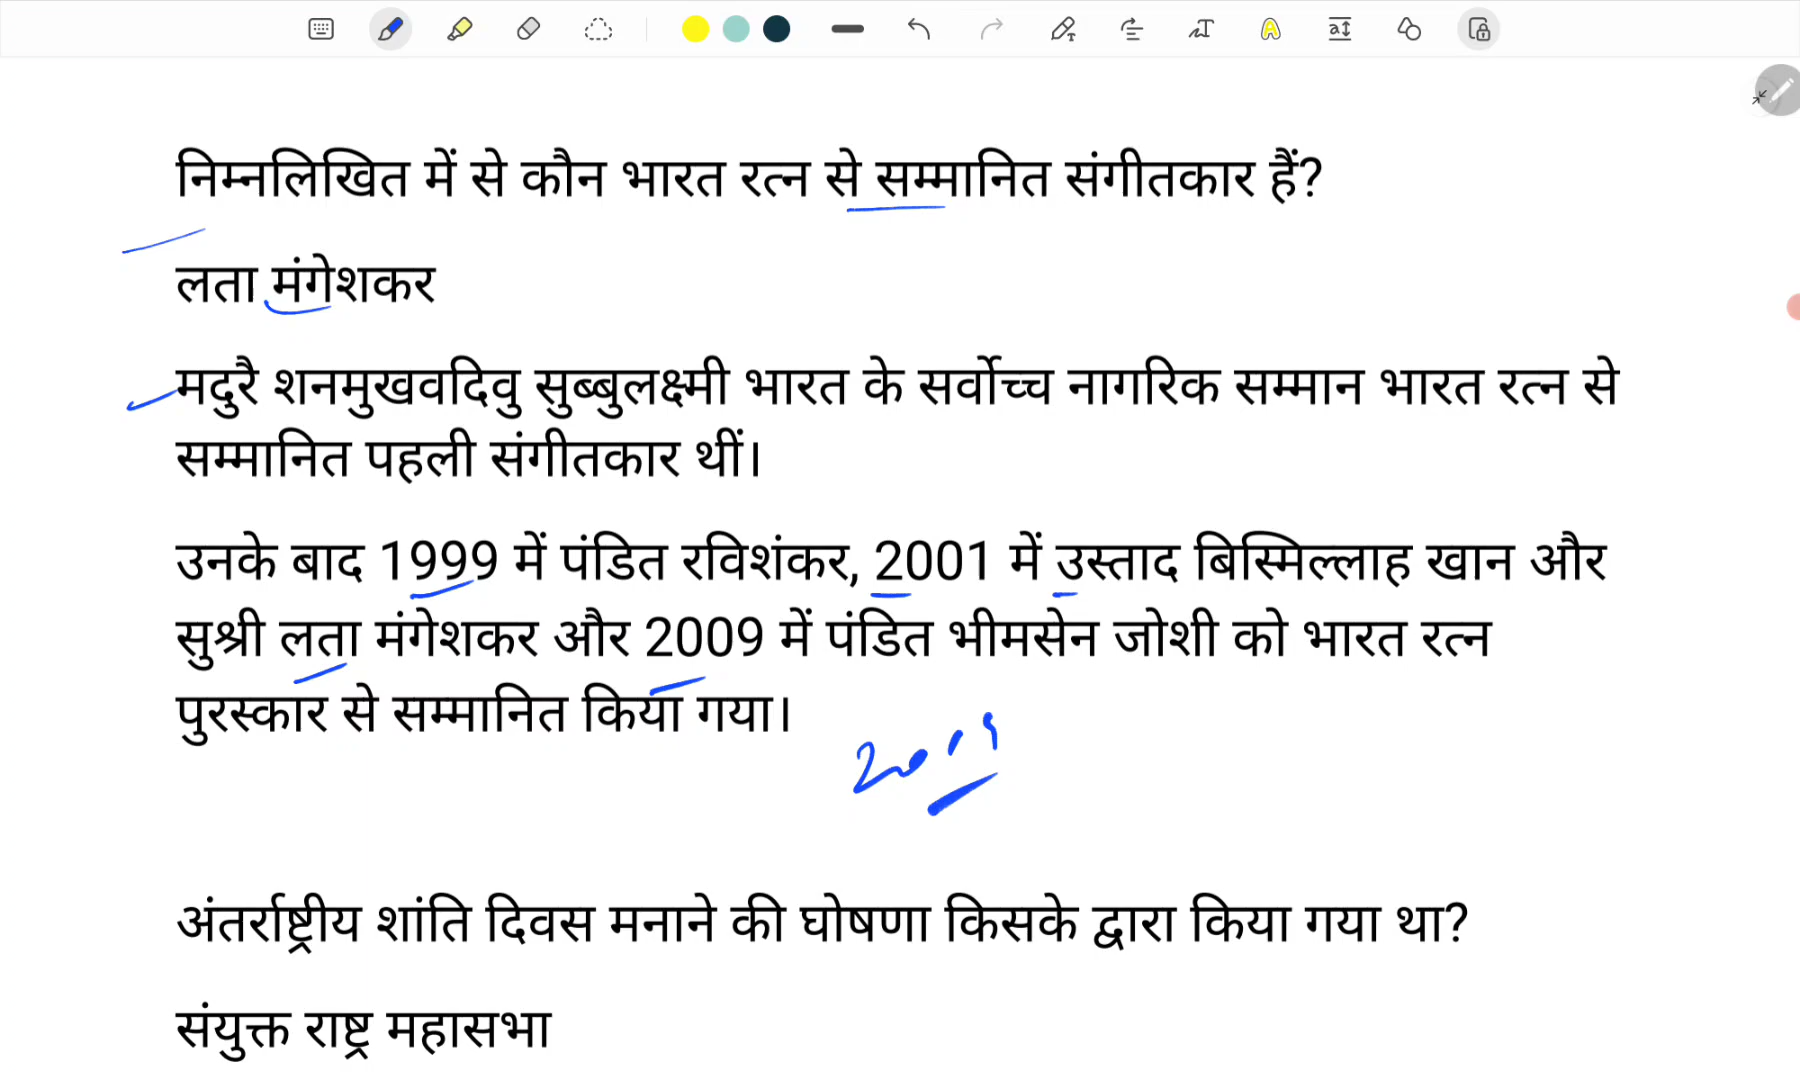 निम्नलिखित में से कौन भारत रत्न से सम्मानित संगीतकार हैं?
लता मंगेशकर
मदुरै शनमुखवदिवु सुब्बुलक्ष्मी भारत के सर्वोच्च नागरिक सम्मान भारत रत्न से
सम्मानित पहली संगीतकार थीं।
उनके बाद 1999 में पंडित रविशंकर, 2001 में उस्ताद बिस्मिल्लाह खान और
सुश्री लता मंगेशकर और 2009 में पंडित भीमसेन जोशी को भारत रत्न
पुरस्कार से सम्मानित किया गया।
अंतर्राष्ट्रीय शांति दिवस मनाने की घोषणा किसके द्वारा किया गया था?
संयुक्त राष्ट्र महासभा